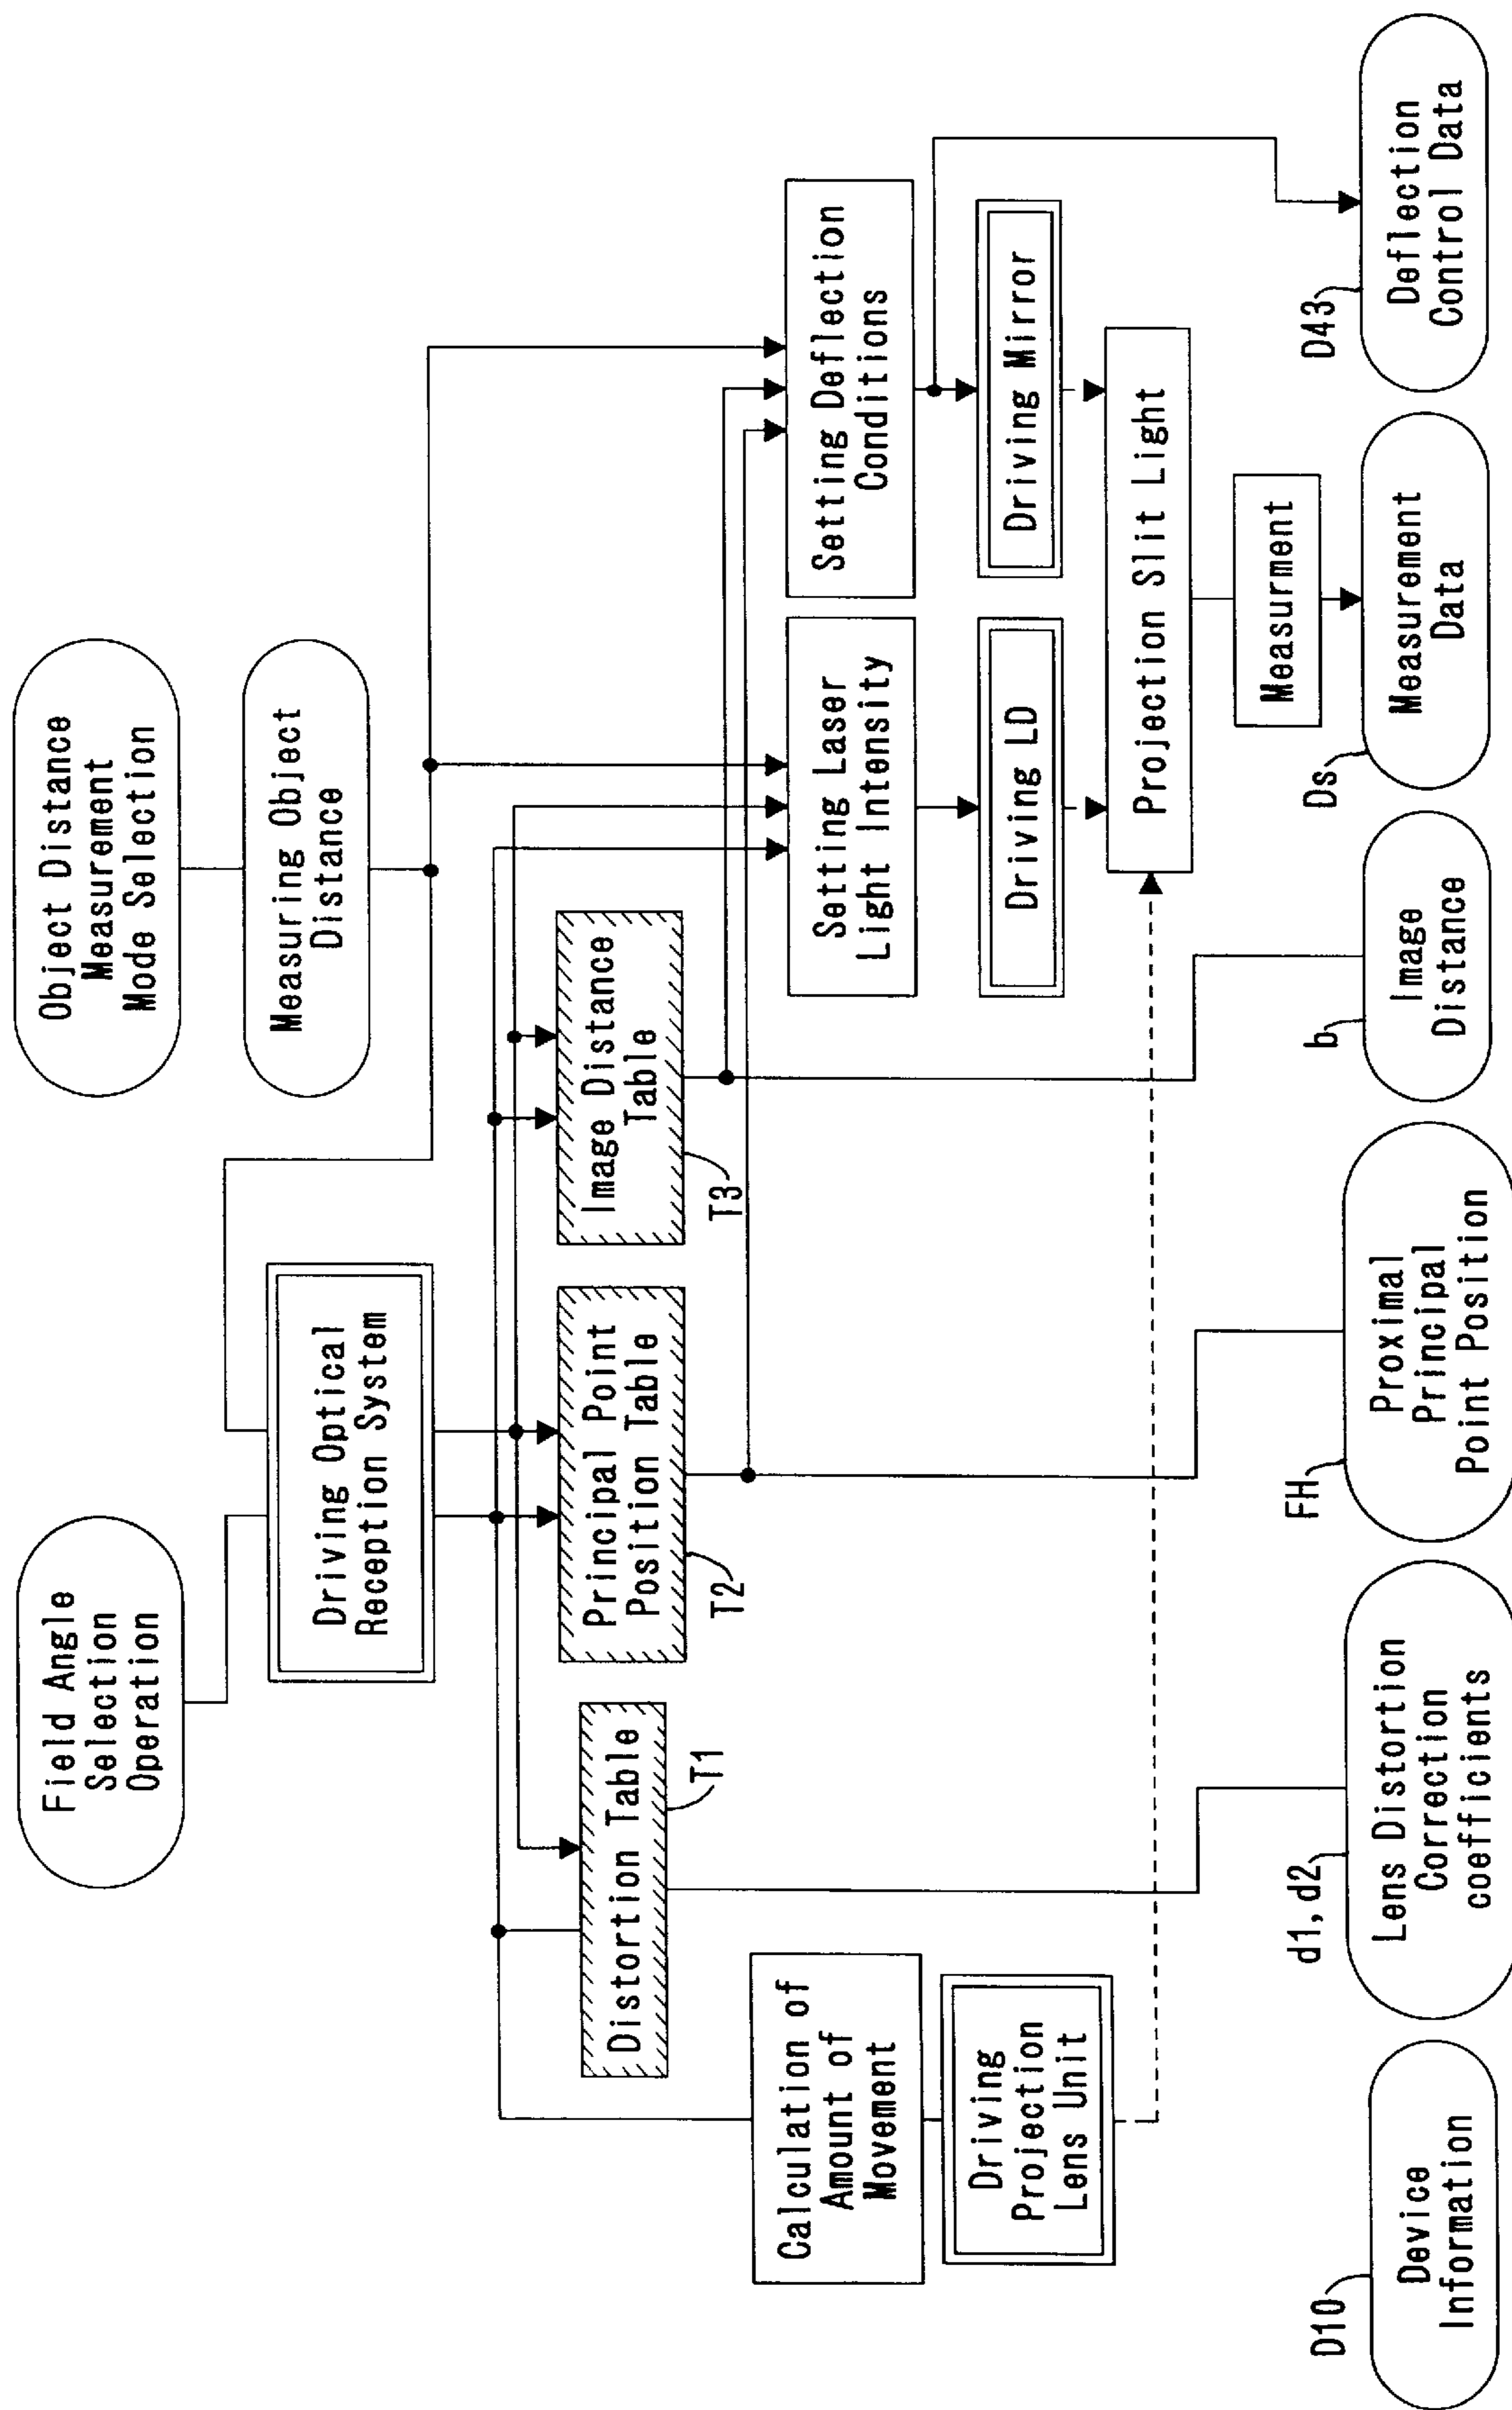 Field Angle
Selection
Operation
Object Distance
Measurement
Mode Selection
Measuring Object
Distance
Driving Optical
Reception System
Distortion Table
T1
Principal Point
Position Table
T2
Image Distance
Table
T3
Calculation of
Amount of
Movement
Driving
Projection
Lens Unit
Setting Laser
Light Intensity
Setting Deflection
Conditions
Driving LD
Driving Mirror
Projection Slit Light
Measurment
D10
Device
Information
d1,d2
Lens Distortion
Correction
coefficients
FH
Proximal
Principal
Point Position
b
Image
Distance
Ds
Measurement
Data
D43
Deflection
Control Data